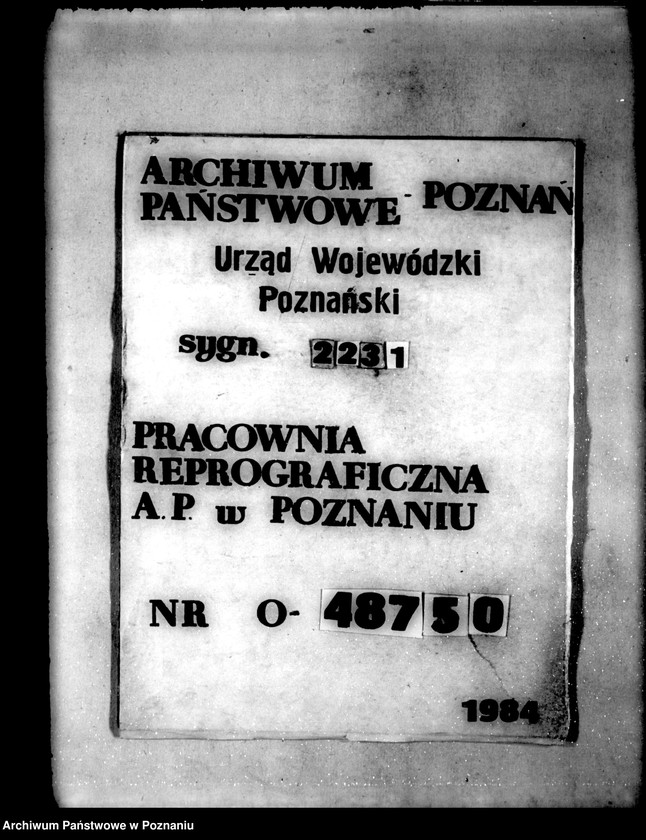 ARCHIWUM
PAŃSTWOWE - POZNAŃ
Urząd Wojewódzki
Poznański
sygn. 2231
PRACOWNIA
REPROGRAFICZNA
A.P. w POZNANIU
NR O- 48750
1984
Archiwum Państwowe w Poznaniu